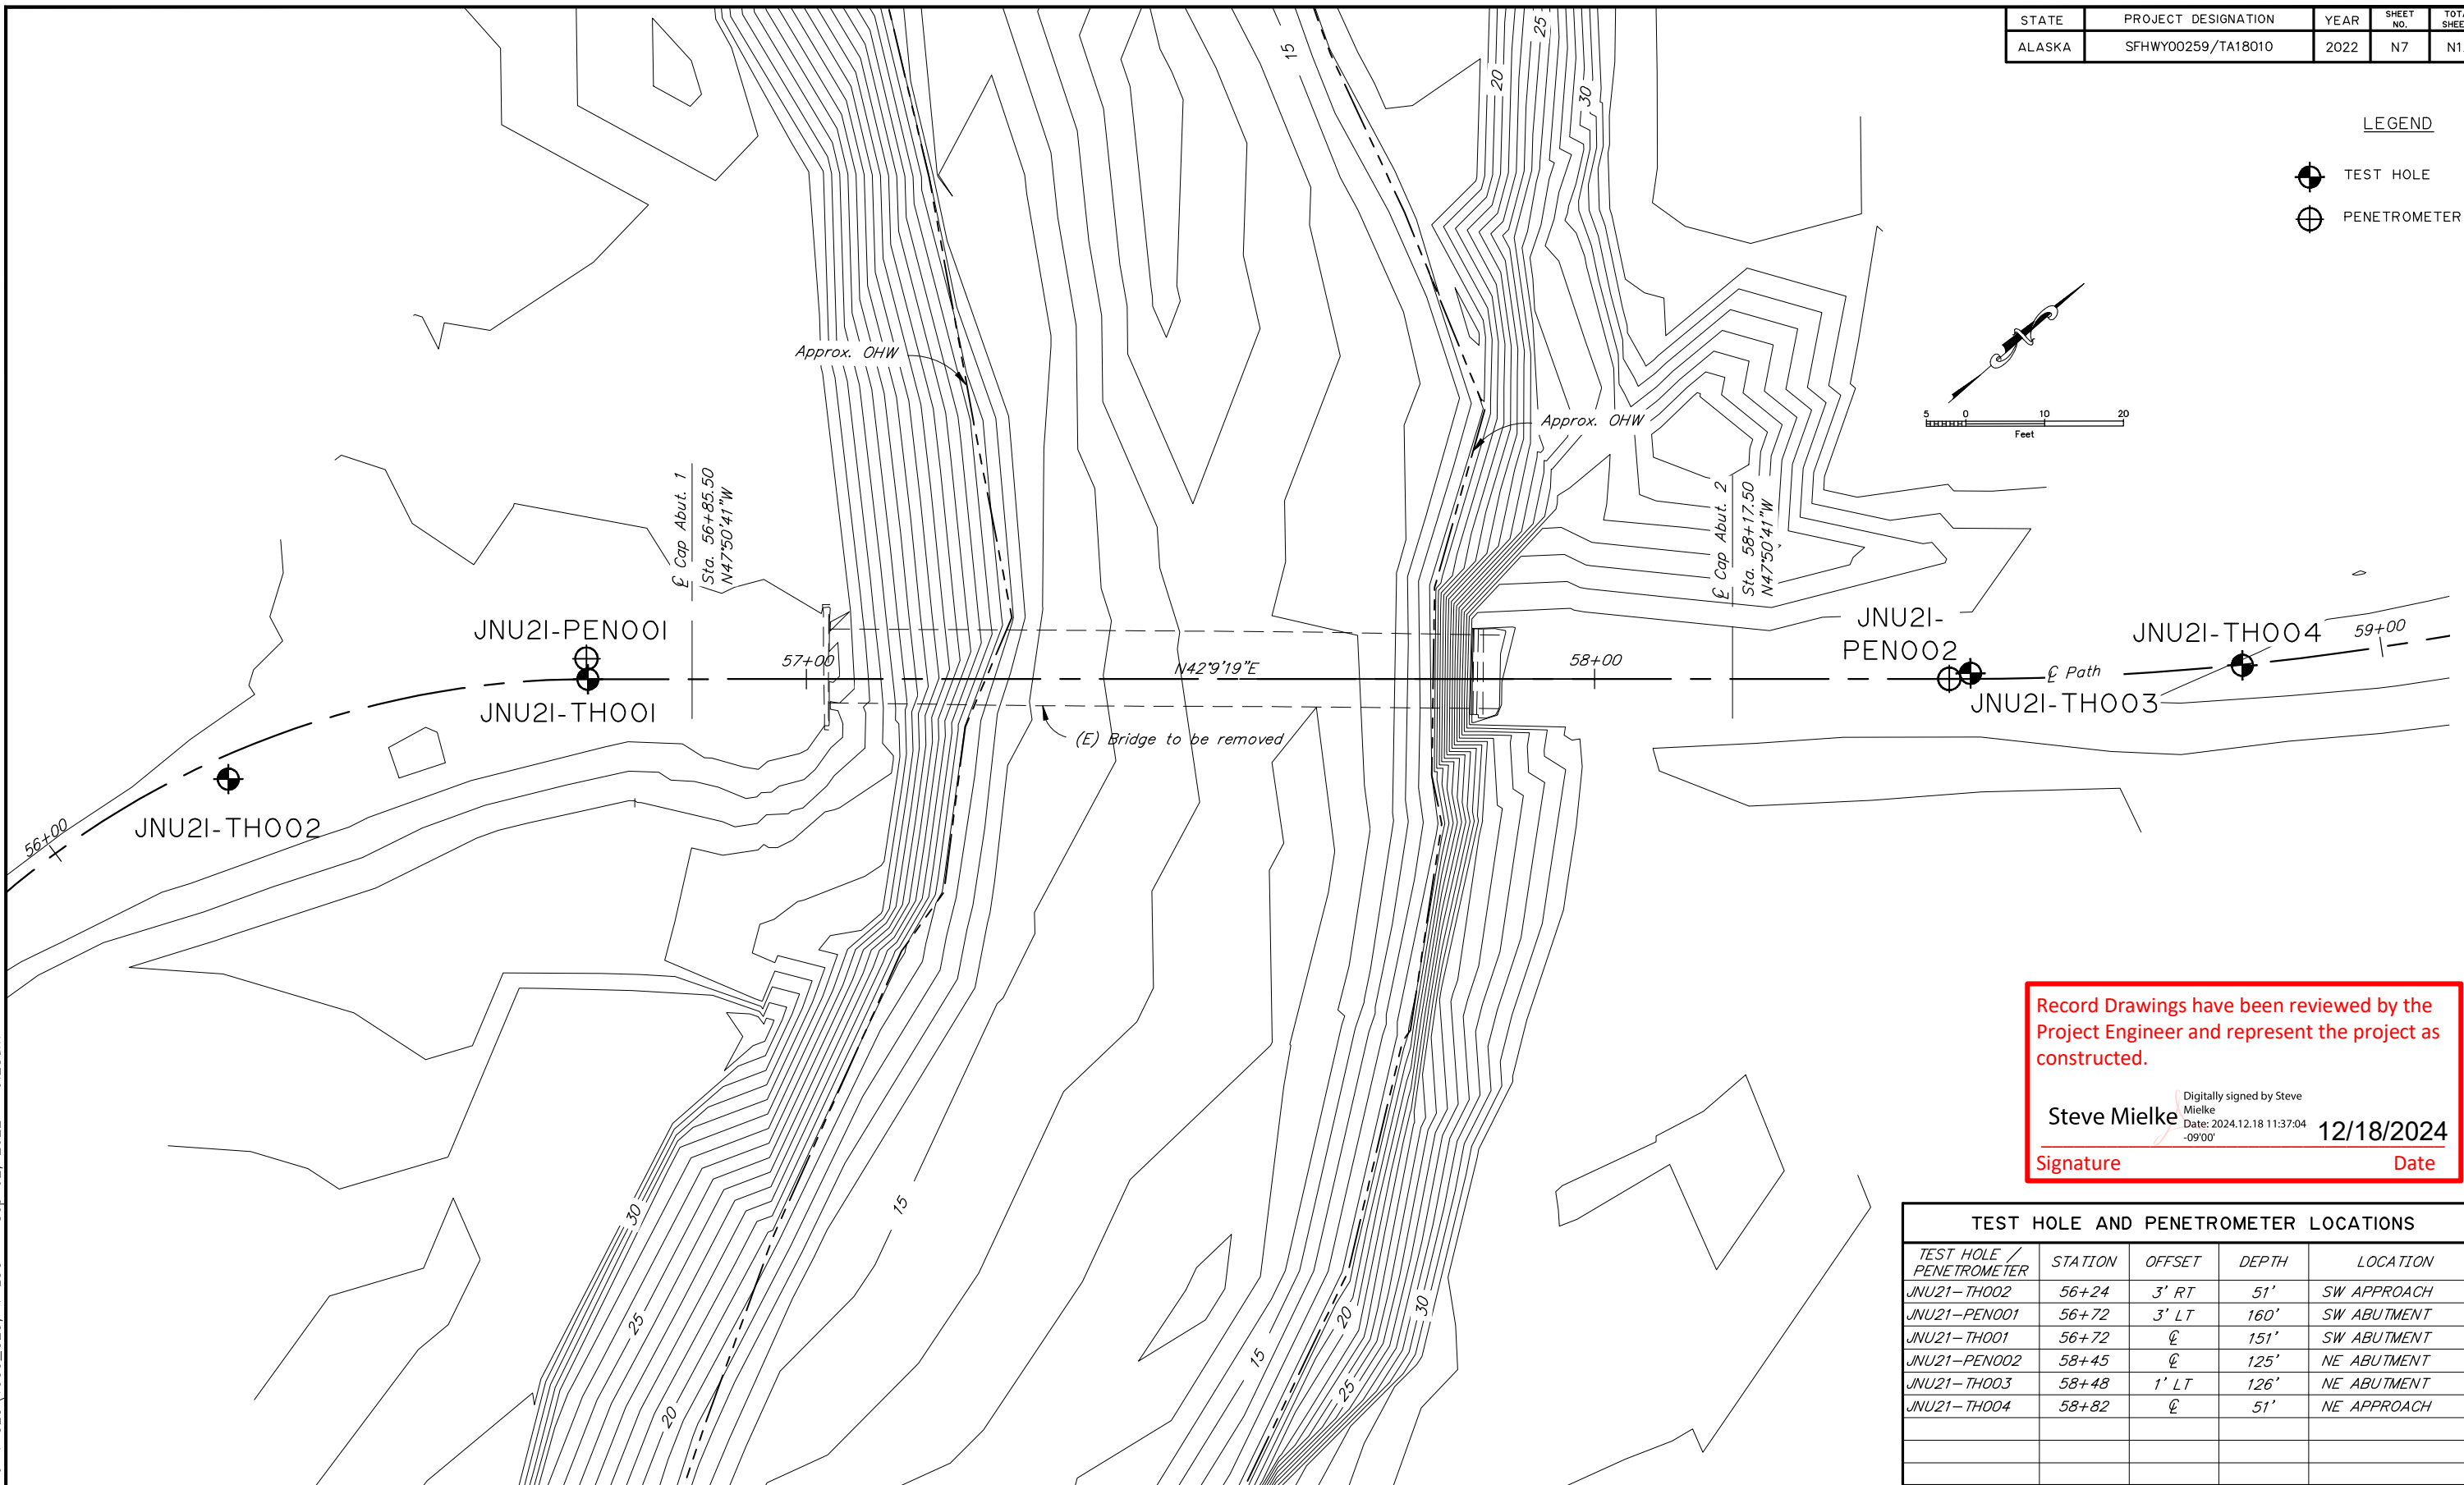 STATE PROJECT DESIGNATION YEAR SHEET NO.
ALASKA SFHWY00259/TA18010 2022 N7
LEGEND
TEST HOLE
PENETROMETER
5 0 10 20
Feet
25
15
20
30
Approx. OHW
Approx. OHW
℄ Cap Abut. 1
Sta. 56+85.50
N47°50'41"W
℄ Cap Abut. 2
Sta. 58+17.50
N47°50'41"W
JNU21-PEN001
JNU21-TH001
57+00
N42°9'19"E
58+00
JNU21-
PEN002
℄ Path
JNU21-TH003
JNU21-TH004
59+00
(E) Bridge to be removed
JNU21-TH002
56+00
30
25
20
15
15
20
25
30
Record Drawings have been reviewed by the
Project Engineer and represent the project as
constructed.
Steve Mielke
Digitally signed by Steve
Mielke
Date: 2024.12.18 11:37:04
-09'00'
12/18/2024
Signature Date
TEST HOLE AND PENETROMETER LOCATIONS
TEST HOLE / PENETROMETER STATION OFFSET DEPTH LOCATION
JNU21-TH002 56+24 3' RT 51' SW APPROACH
JNU21-PEN001 56+72 3' LT 160' SW ABUTMENT
JNU21-TH001 56+72 ℄ 151' SW ABUTMENT
JNU21-PEN002 58+45 ℄ 125' NE ABUTMENT
JNU21-TH003 58+48 1' LT 126' NE ABUTMENT
JNU21-TH004 58+82 ℄ 51' NE APPROACH